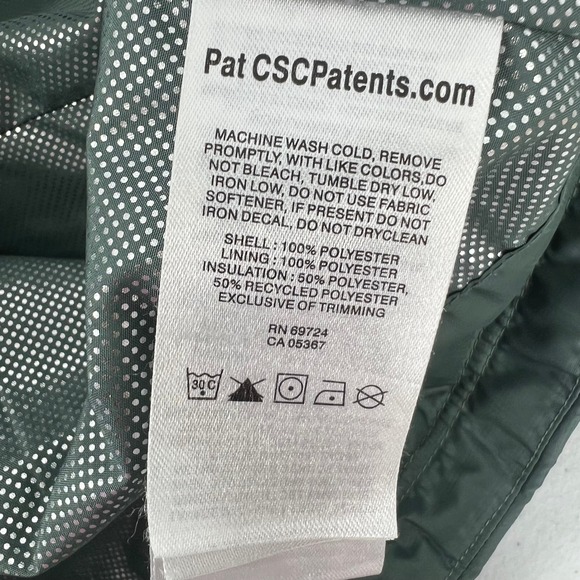 Pat CSCPatents.com
MACHINE WASH COLD, REMOVE
PROMPTLY, WITH LIKE COLORS,DO
NOT BLEACH, TUMBLE DRY LOW,
IRON LOW, DO NOT USE FABRIC
SOFTENER, IF PRESENT DO NOT
IRON DECAL, DO NOT DRYCLEAN
SHELL : 100% POLYESTER
LINING : 100% POLYESTER
INSULATION : 50% POLYESTER,
50% RECYCLED POLYESTER
EXCLUSIVE OF TRIMMING
RN 69724
CA 05367
30 C